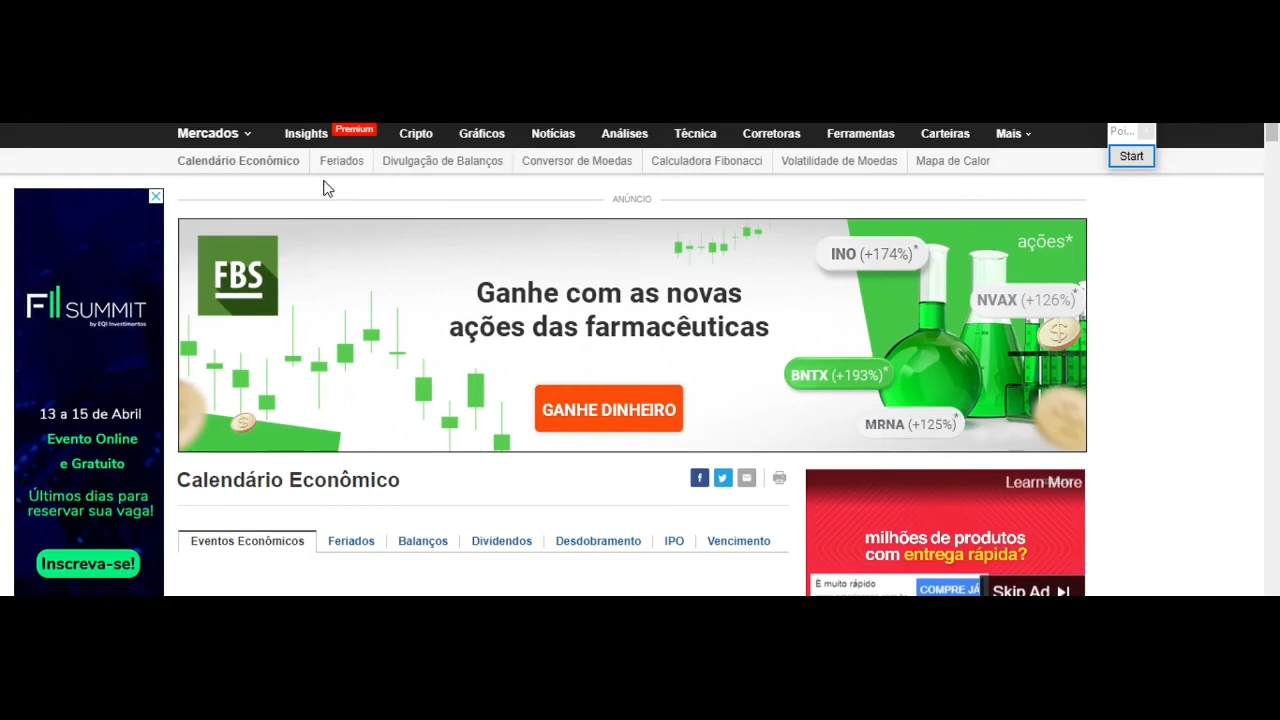 Mercados
Insights
Premium
Cripto
Gráficos
Notícias
Análises
Técnica
Corretoras
Ferramentas
Carteiras
Mais
Poi...
Start
Calendário Econômico
Feriados
Divulgação de Balanços
Conversor de Moedas
Calculadora Fibonacci
Volatilidade de Moedas
Mapa de Calor
ANÚNCIO
FII SUMMIT
by EQI Investimentos
13 a 15 de Abril
Evento Online
e Gratuito
Últimos dias para
reservar sua vaga!
Inscreva-se!
FBS
Ganhe com as novas
ações das farmacêuticas
GANHE DINHEIRO
ações*
INO (+174%)*
NVAX (+126%)*
BNTX (+193%)*
MRNA (+125%)*
Calendário Econômico
Eventos Econômicos
Feriados
Balanços
Dividendos
Desdobramento
IPO
Vencimento
Learn More
milhões de produtos
com entrega rápida?
É muito rápido
COMPRE JÁ
Skip Ad